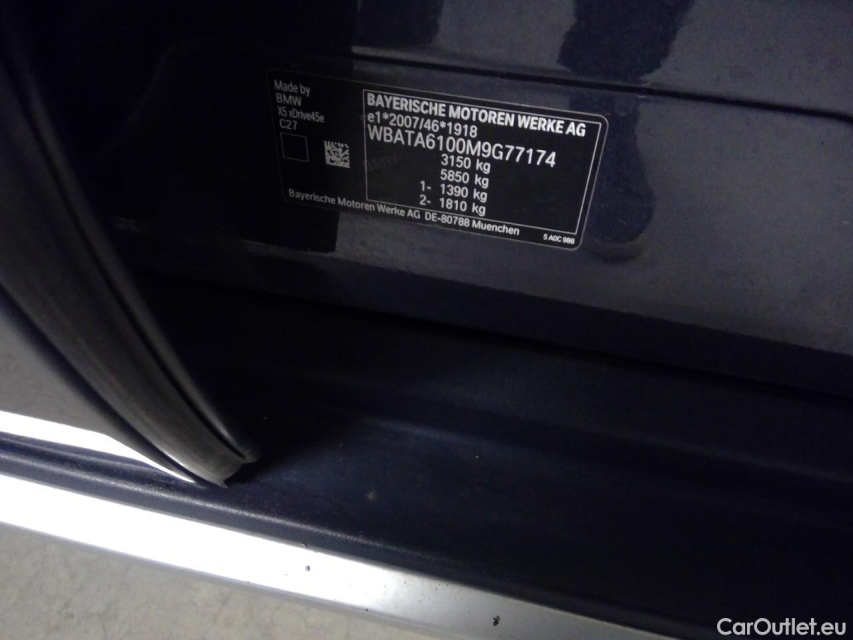 Made by
BMW
X5 xDrive45e
C27
BAYERISCHE MOTOREN WERKE AG
e1*2007/46*1918
WBATA6100M9G77174
3150 kg
5850 kg
1- 1390 kg
2- 1810 kg
Bayerische Motoren Werke AG DE-80788 Muenchen
5 A0C 986
CarOutlet.eu